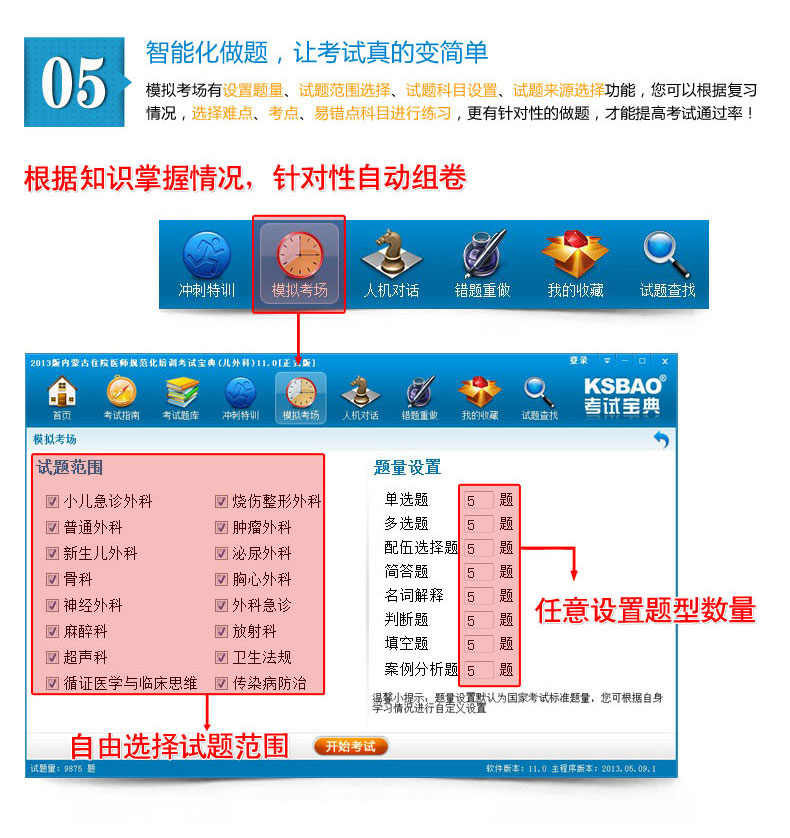 05
智能化做题，让考试真的变简单
模拟考场有设置题量、试题范围选择、试题科目设置、试题来源选择功能，您可以根据复习
情况，选择难点、考点、易错点科目进行练习，更有针对性的做题，才能提高考试通过率！
根据知识掌握情况，针对性自动组卷
冲刺特训 模拟考场 人机对话 错题重做 我的收藏 试题查找
2013版内蒙古住院医师规范化培训考试宝典(儿外科)11.0[正式版] 登录
首页 考试指南 考试题库 冲刺特训 模拟考场 人机对话 错题重做 我的收藏 试题查找
KSBAO®
考试宝典
模拟考场
试题范围
小儿急诊外科 烧伤整形外科
普通外科 肿瘤外科
新生儿外科 泌尿外科
骨科 胸心外科
神经外科 外科急诊
麻醉科 放射科
超声科 卫生法规
循证医学与临床思维 传染病防治
题量设置
单选题 5 题
多选题 5 题
配伍选择题 5 题
简答题 5 题
名词解释 5 题
判断题 5 题
填空题 5 题
案例分析题 5 题
任意设置题型数量
温馨小提示：题量设置默认为国家考试标准题量，您可根据自身
学习情况进行自定义设置
自由选择试题范围
开始考试
试题量：9875 题
软件版本：11.0 主程序版本：2013.05.09.1